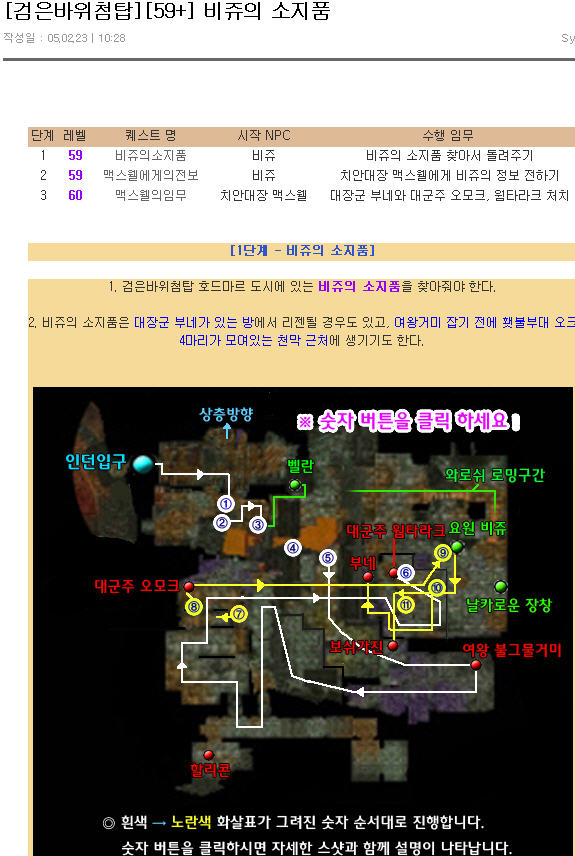 [검은바위첨탑][59+] 비쥬의 소지품
작성일 : 05,02,23 | 10:28
Sy
단계 레벨 퀘스트 명 시작 NPC 수행 임무
1 59 비쥬의소지품 비쥬 비쥬의 소지품 찾아서 돌려주기
2 59 맥스웰에게의전보 비쥬 치안대장 맥스웰에게 비쥬의 정보 전하기
3 60 맥스웰의임무 치안대장 맥스웰 대장군 부네와 대군주 오모크, 웜타라크 처치
[1단계 - 비쥬의 소지품]
1. 검은바위첨탑 호드마르 도시에 있는 비쥬의 소지품을 찾아줘야 한다.
2. 비쥬의 소지품은 대장군 부네가 있는 방에서 리젠될 경우도 있고, 여왕거미 잡기 전에 횃불부대 오크
4마리가 모여있는 천막 근처에 생기기도 한다.
상층방향
※ 숫자 버튼을 클릭 하세요 !
인던입구
벨란
와로쉬 로밍구간
①
②
③
대군주 웜타라크
요원 비쥬
④
⑤
⑨
부네
⑥
대군주 오모크
⑩
날카로운 장창
⑧
⑦
⑪
보쉬가진
여왕 불그물거미
할리콘
◎ 흰색 → 노란색 화살표가 그려진 숫자 순서대로 진행합니다.
숫자 버튼을 클릭하시면 자세한 스샷과 함께 설명이 나타납니다.